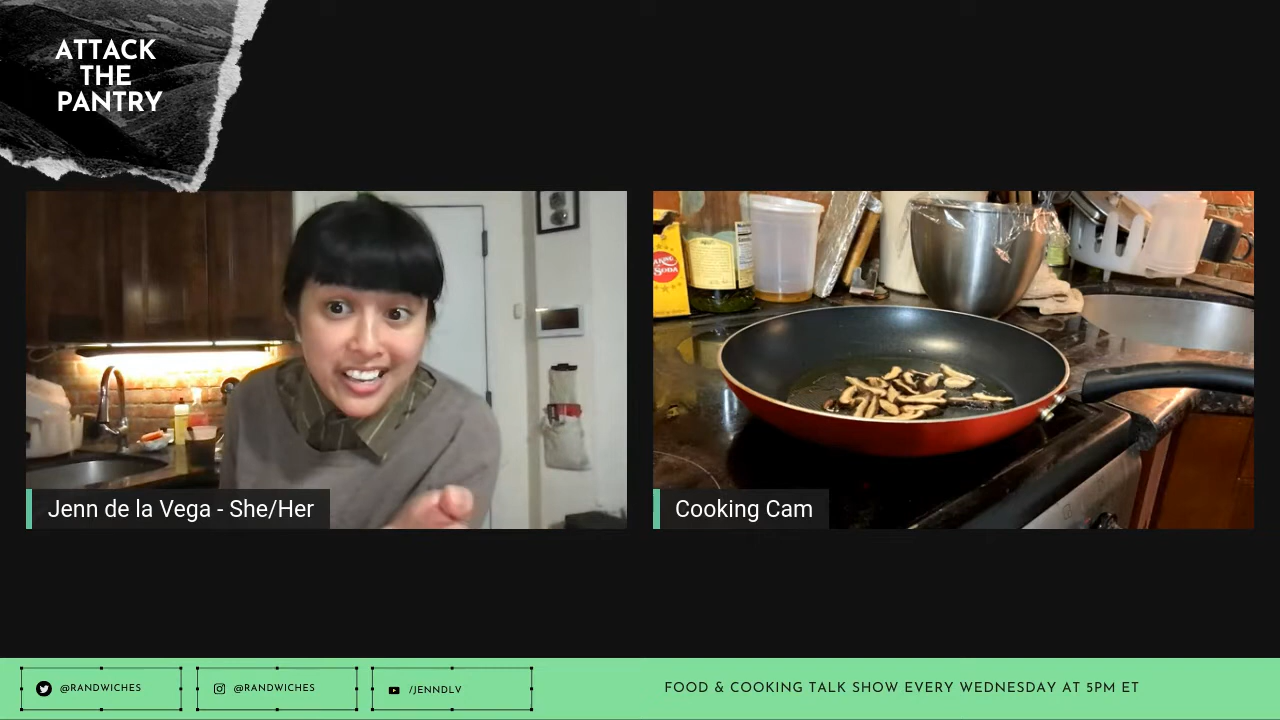 ATTACK
THE
PANTRY
Jenn de la Vega - She/Her
Cooking Cam
@RANDWICHES
@RANDWICHES
/JENNDLV
FOOD & COOKING TALK SHOW EVERY WEDNESDAY AT 5PM ET